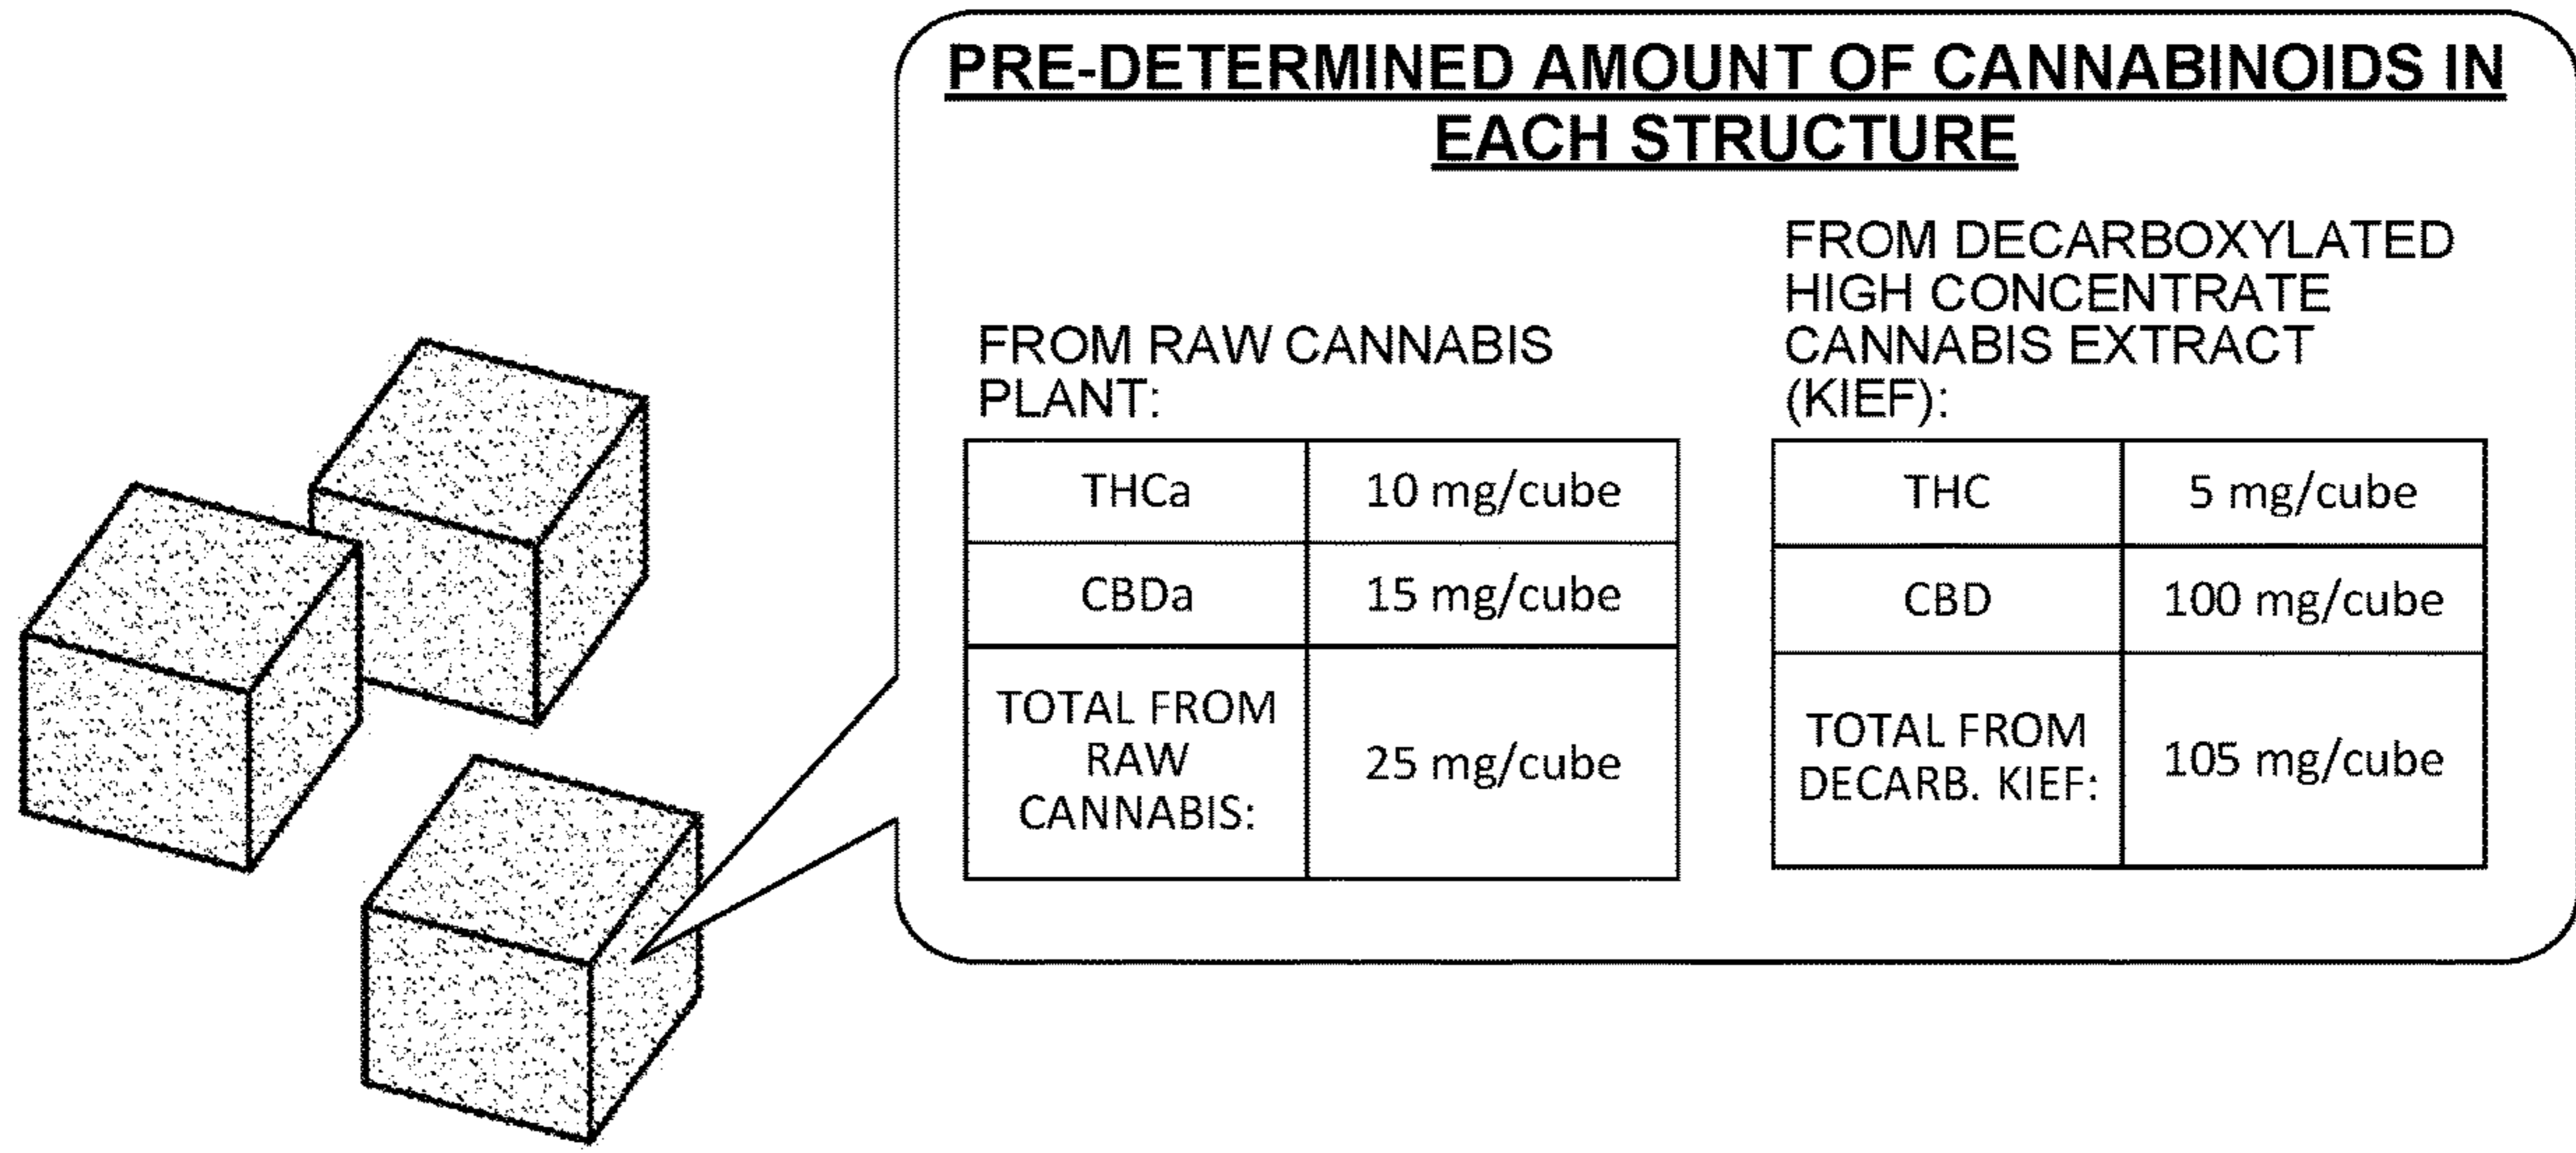 PRE-DETERMINED AMOUNT OF CANNABINOIDS IN
EACH STRUCTURE
FROM RAW CANNABIS
PLANT:
THCa
10 mg/cube
CBDa
15 mg/cube
TOTAL FROM
RAW
CANNABIS:
25 mg/cube
FROM DECARBOXYLATED
HIGH CONCENTRATE
CANNABIS EXTRACT
(KIEF):
THC
5 mg/cube
CBD
100 mg/cube
TOTAL FROM
DECARB. KIEF:
105 mg/cube